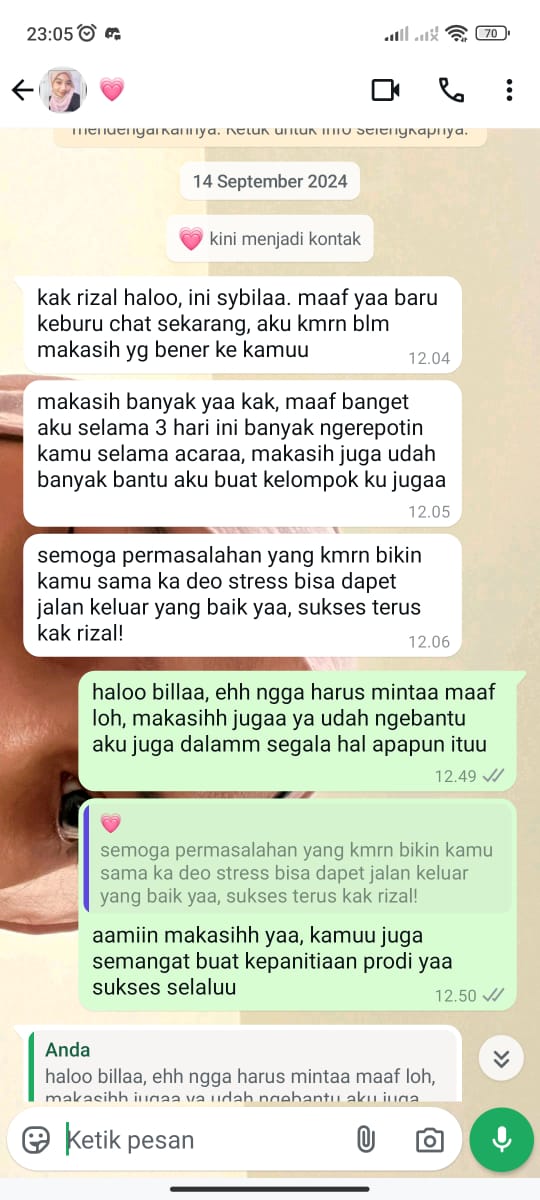 23:05
70
mendengarkannya. Ketuk untuk info selengkapnya.
14 September 2024
kini menjadi kontak
kak rizal haloo, ini sybilaa. maaf yaa baru
keburu chat sekarang, aku kmrn blm
makasih yg bener ke kamuu
12.04
makasih banyak yaa kak, maaf banget
aku selama 3 hari ini banyak ngerepotin
kamu selama acaraa, makasih juga udah
banyak bantu aku buat kelompok ku jugaa
12.05
semoga permasalahan yang kmrn bikin
kamu sama ka deo stress bisa dapet
jalan keluar yang baik yaa, sukses terus
kak rizal!
12.06
haloo billaa, ehh ngga harus mintaa maaf
loh, makasihh jugaa ya udah ngebantu
aku juga dalamm segala hal apapun ituu
12.49
semoga permasalahan yang kmrn bikin kamu
sama ka deo stress bisa dapet jalan keluar
yang baik yaa, sukses terus kak rizal!
aamiin makasihh yaa, kamuu juga
semangat buat kepanitiaan prodi yaa
sukses selaluu
12.50
Anda
haloo billaa, ehh ngga harus mintaa maaf loh,
makasihh jugaa ya udah ngebantu aku juga
Ketik pesan